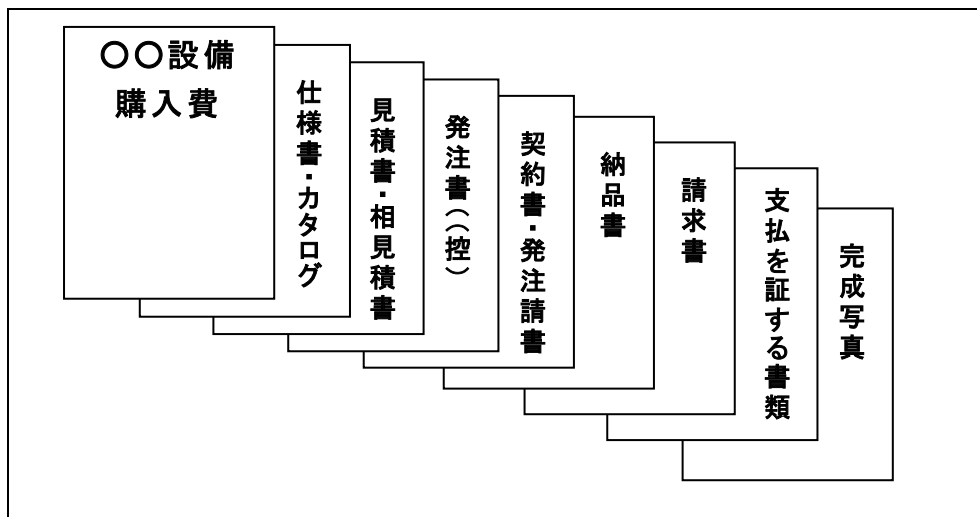 〇〇設備
購入費
仕様書・カタログ
見積書・相見積書
発注書（（控）
契約書・発注請書
納品書
請求書
支払を証する書類
完成写真